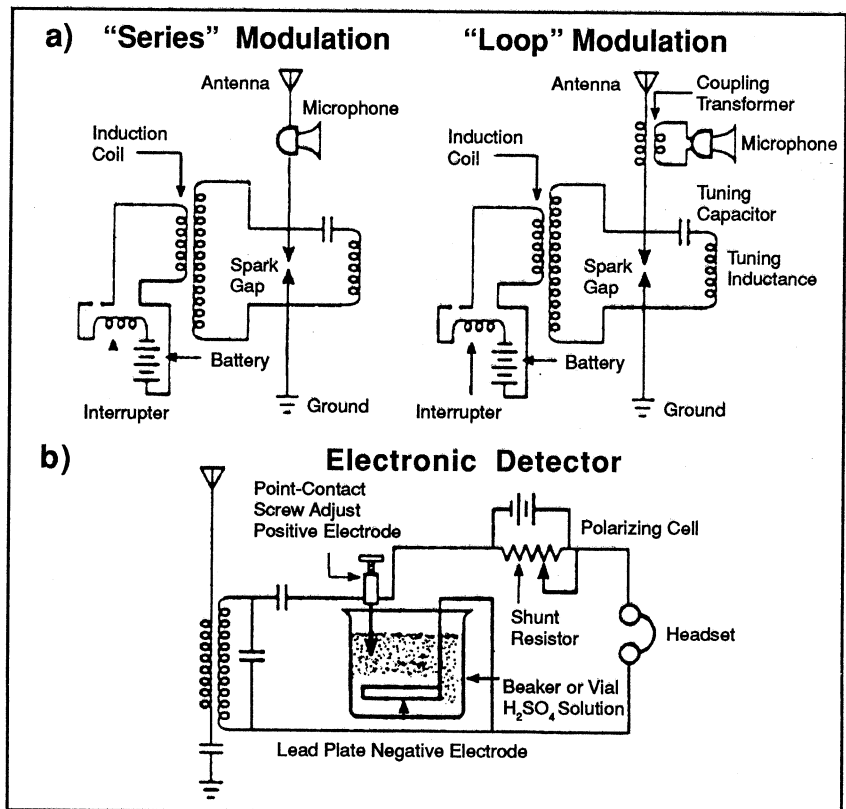 a) “Series” Modulation
“Loop” Modulation
Antenna
Microphone
Induction
Coil
Spark
Gap
Battery
Interrupter
Ground
Antenna
Coupling
Transformer
Microphone
Induction
Coil
Tuning
Capacitor
Spark
Gap
Tuning
Inductance
Battery
Interrupter
Ground
b) Electronic Detector
Point-Contact
Screw Adjust
Positive Electrode
Polarizing Cell
Shunt
Resistor
Headset
Beaker or Vial
H₂SO₄ Solution
Lead Plate Negative Electrode